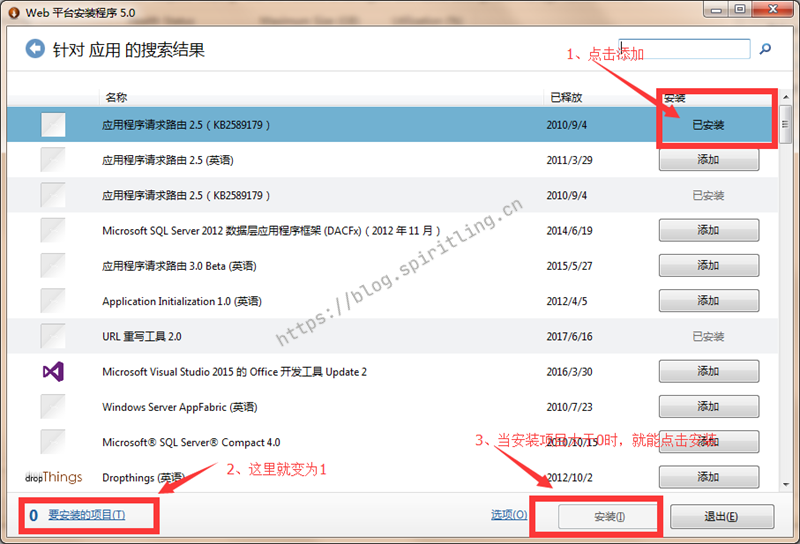 Web 平台安装程序 5.0
针对 应用 的搜索结果
1、点击添加
名称 已释放 安装
应用程序请求路由 2.5（KB2589179） 2010/9/4 已安装
应用程序请求路由 2.5 (英语) 2011/3/29 添加
应用程序请求路由 2.5（KB2589179） 2010/9/4 已安装
Microsoft SQL Server 2012 数据层应用程序框架 (DACFx)（2012 年 11 月） 2014/6/19 添加
应用程序请求路由 3.0 Beta (英语) 2015/5/27 添加
Application Initialization 1.0 (英语) 2012/4/5 添加
URL 重写工具 2.0 2017/6/16 已安装
Microsoft Visual Studio 2015 的 Office 开发工具 Update 2 2016/3/30 添加
Windows Server AppFabric (英语) 2010/7/23 添加
Microsoft® SQL Server® Compact 4.0 2010/10/15 添加
3、当安装项目大于0时，就能点击安装
dropThings Dropthings (英语) 2012/10/2 添加
2、这里就变为1
0 要安装的项目(T) 选项(O) 安装(I) 退出(E)
https://blog.spiritling.cn